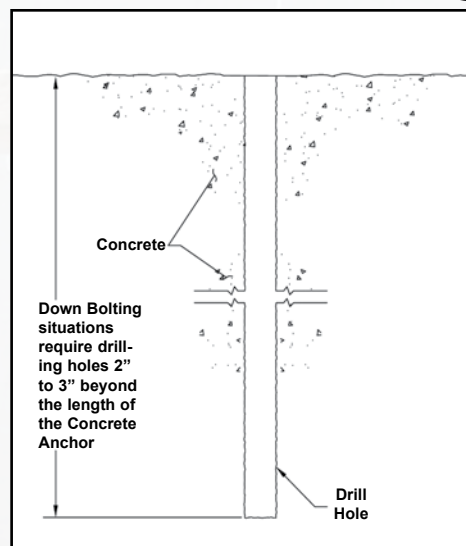 Concrete
Down Bolting
situations
require drill-
ing holes 2”
to 3” beyond
the length of
the Concrete
Anchor
Drill
Hole